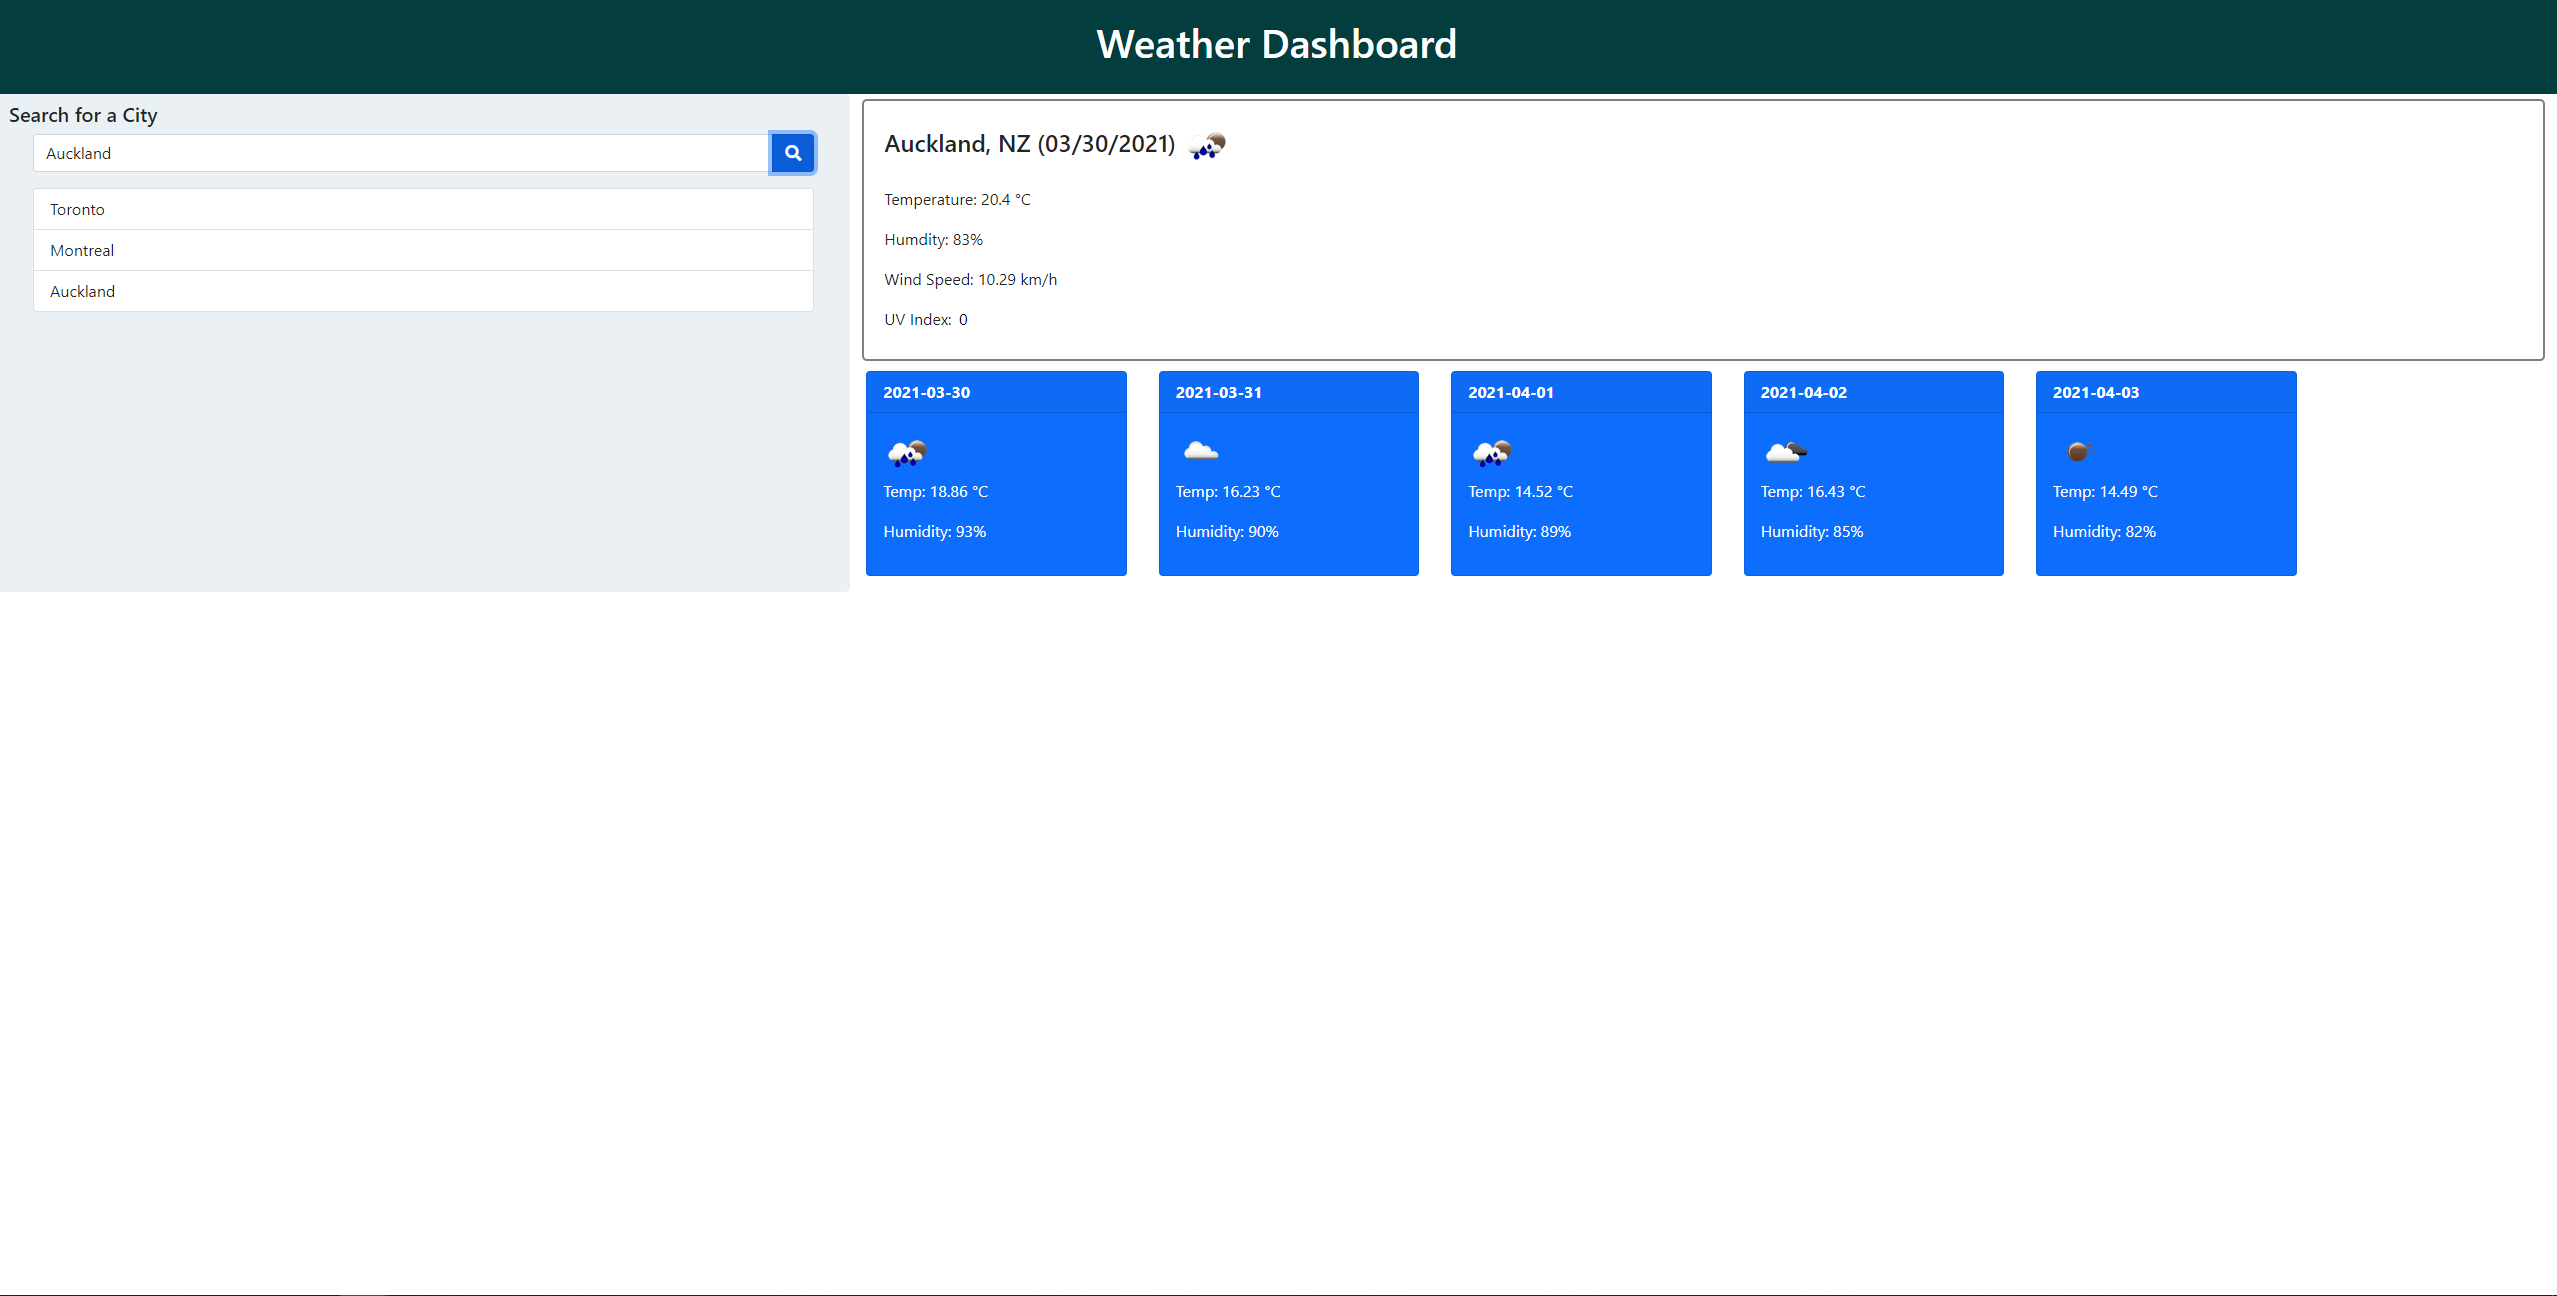 Weather Dashboard
Search for a City
Auckland
Toronto
Montreal
Auckland
Auckland, NZ (03/30/2021)
Temperature: 20.4 °C
Humdity: 83%
Wind Speed: 10.29 km/h
UV Index: 0
2021-03-30
Temp: 18.86 °C
Humidity: 93%
2021-03-31
Temp: 16.23 °C
Humidity: 90%
2021-04-01
Temp: 14.52 °C
Humidity: 89%
2021-04-02
Temp: 16.43 °C
Humidity: 85%
2021-04-03
Temp: 14.49 °C
Humidity: 82%